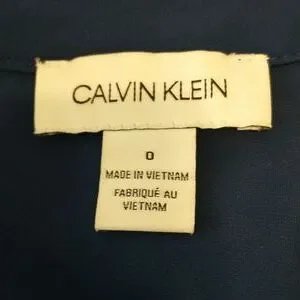 CALVIN KLEIN
0
MADE IN VIETNAM
FABRIQUÉ AU
VIETNAM